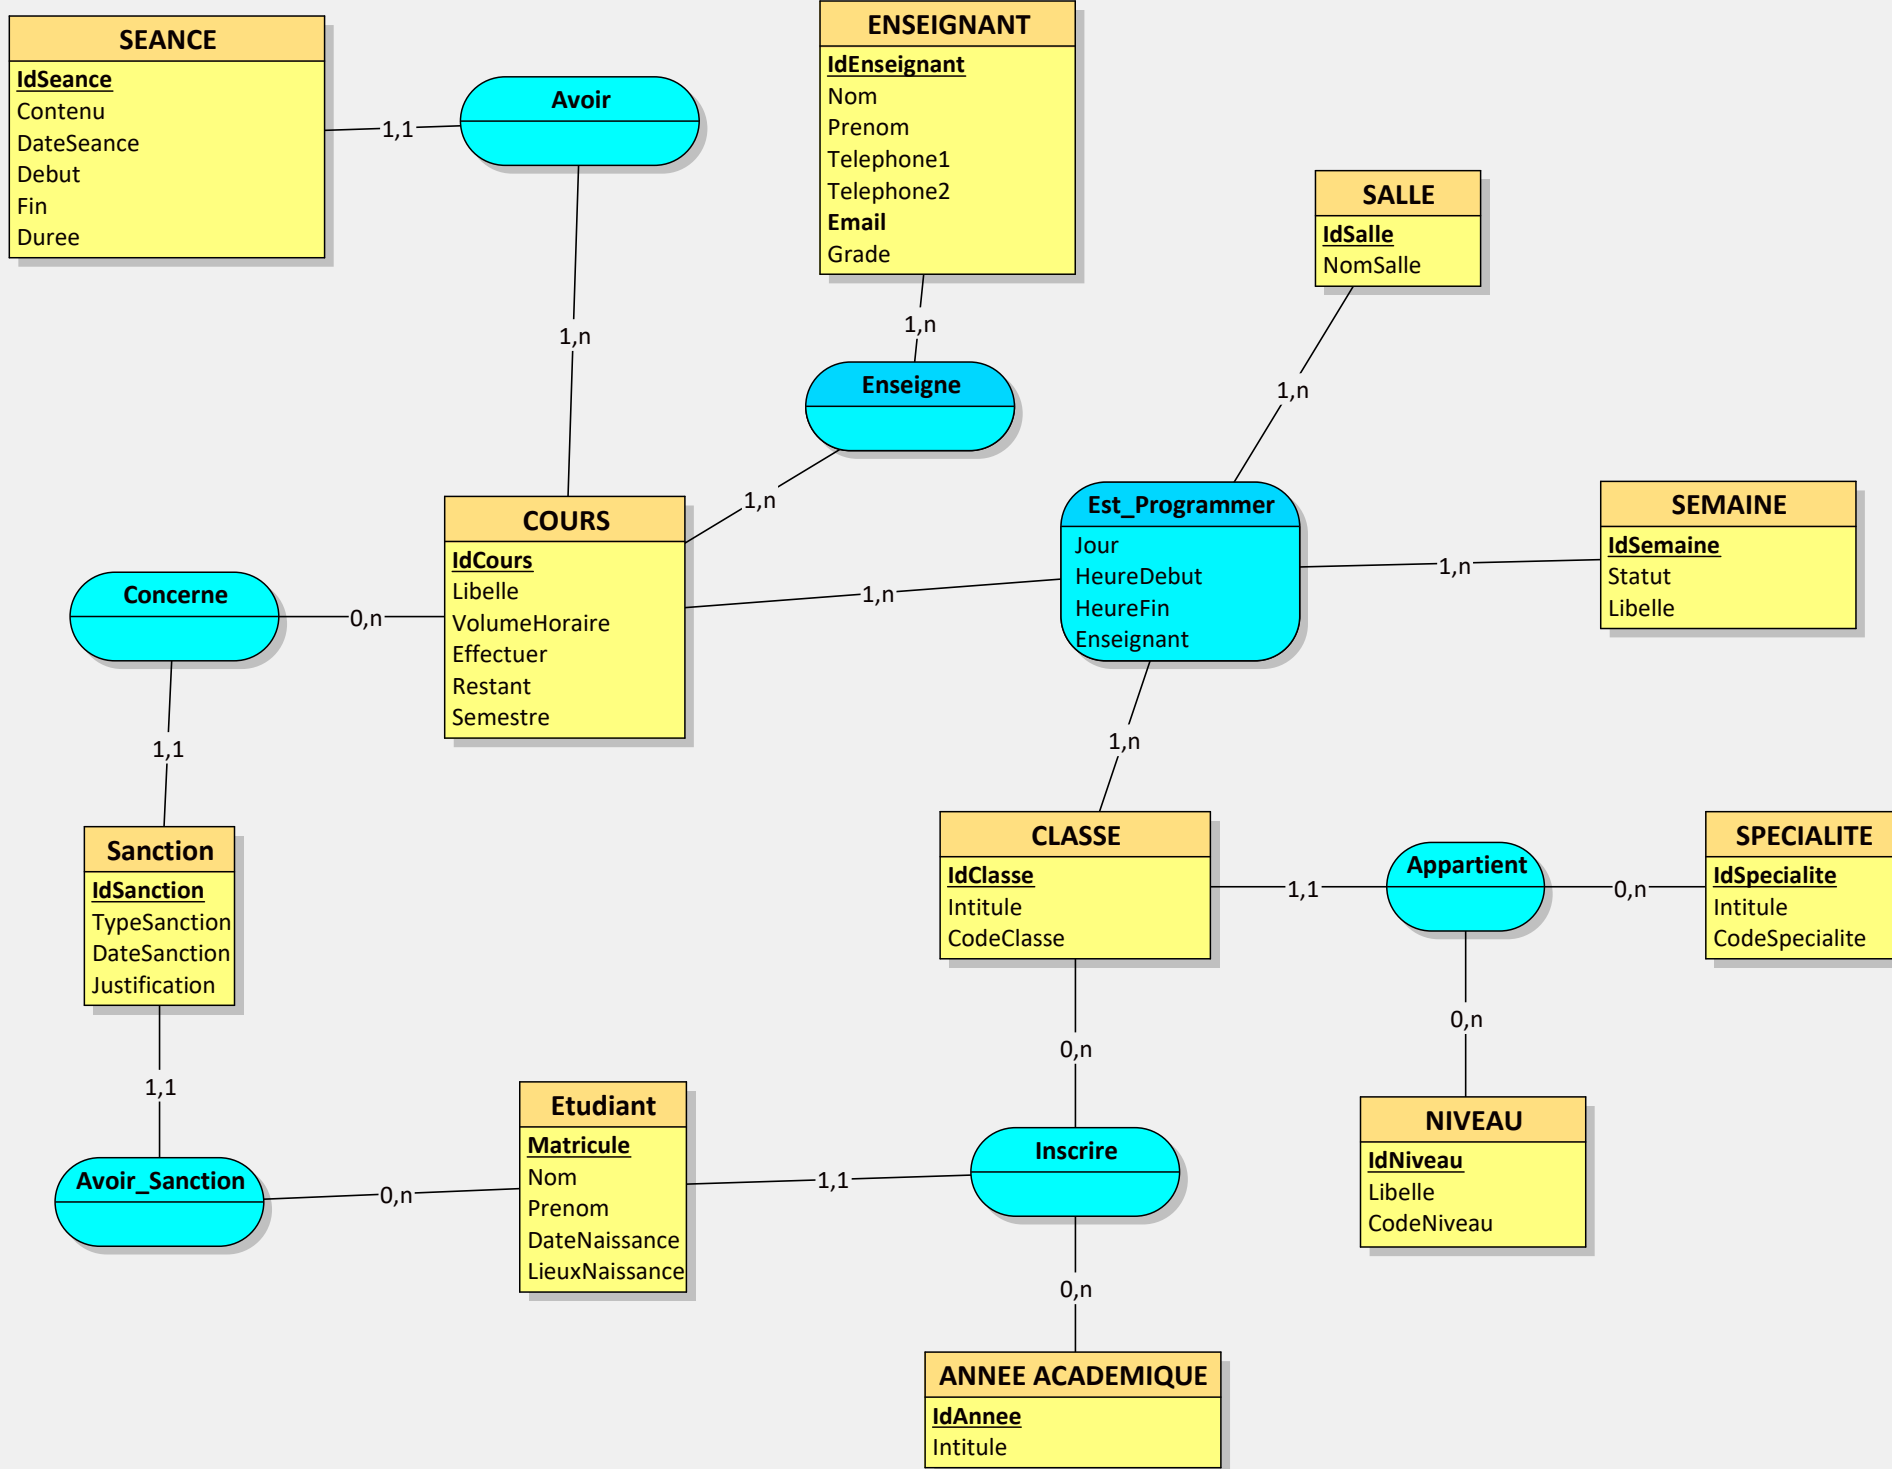 SEANCE
IdSeance
Contenu
DateSeance
Debut
Fin
Duree
1,1
Avoir
1,n
ENSEIGNANT
IdEnseignant
Nom
Prenom
Telephone1
Telephone2
Email
Grade
1,n
Enseigne
1,n
SALLE
IdSalle
NomSalle
1,n
COURS
IdCours
Libelle
VolumeHoraire
Effectuer
Restant
Semestre
1,n
Est_Programmer
Jour
HeureDebut
HeureFin
Enseignant
1,n
SEMAINE
IdSemaine
Statut
Libelle
Concerne
0,n
1,1
1,n
Sanction
IdSanction
TypeSanction
DateSanction
Justification
1,1
CLASSE
IdClasse
Intitule
CodeClasse
1,1
Appartient
0,n
SPECIALITE
IdSpecialite
Intitule
CodeSpecialite
0,n
0,n
NIVEAU
IdNiveau
Libelle
CodeNiveau
Avoir_Sanction
0,n
Etudiant
Matricule
Nom
Prenom
DateNaissance
LieuxNaissance
1,1
Inscrire
0,n
ANNEE ACADEMIQUE
IdAnnee
Intitule